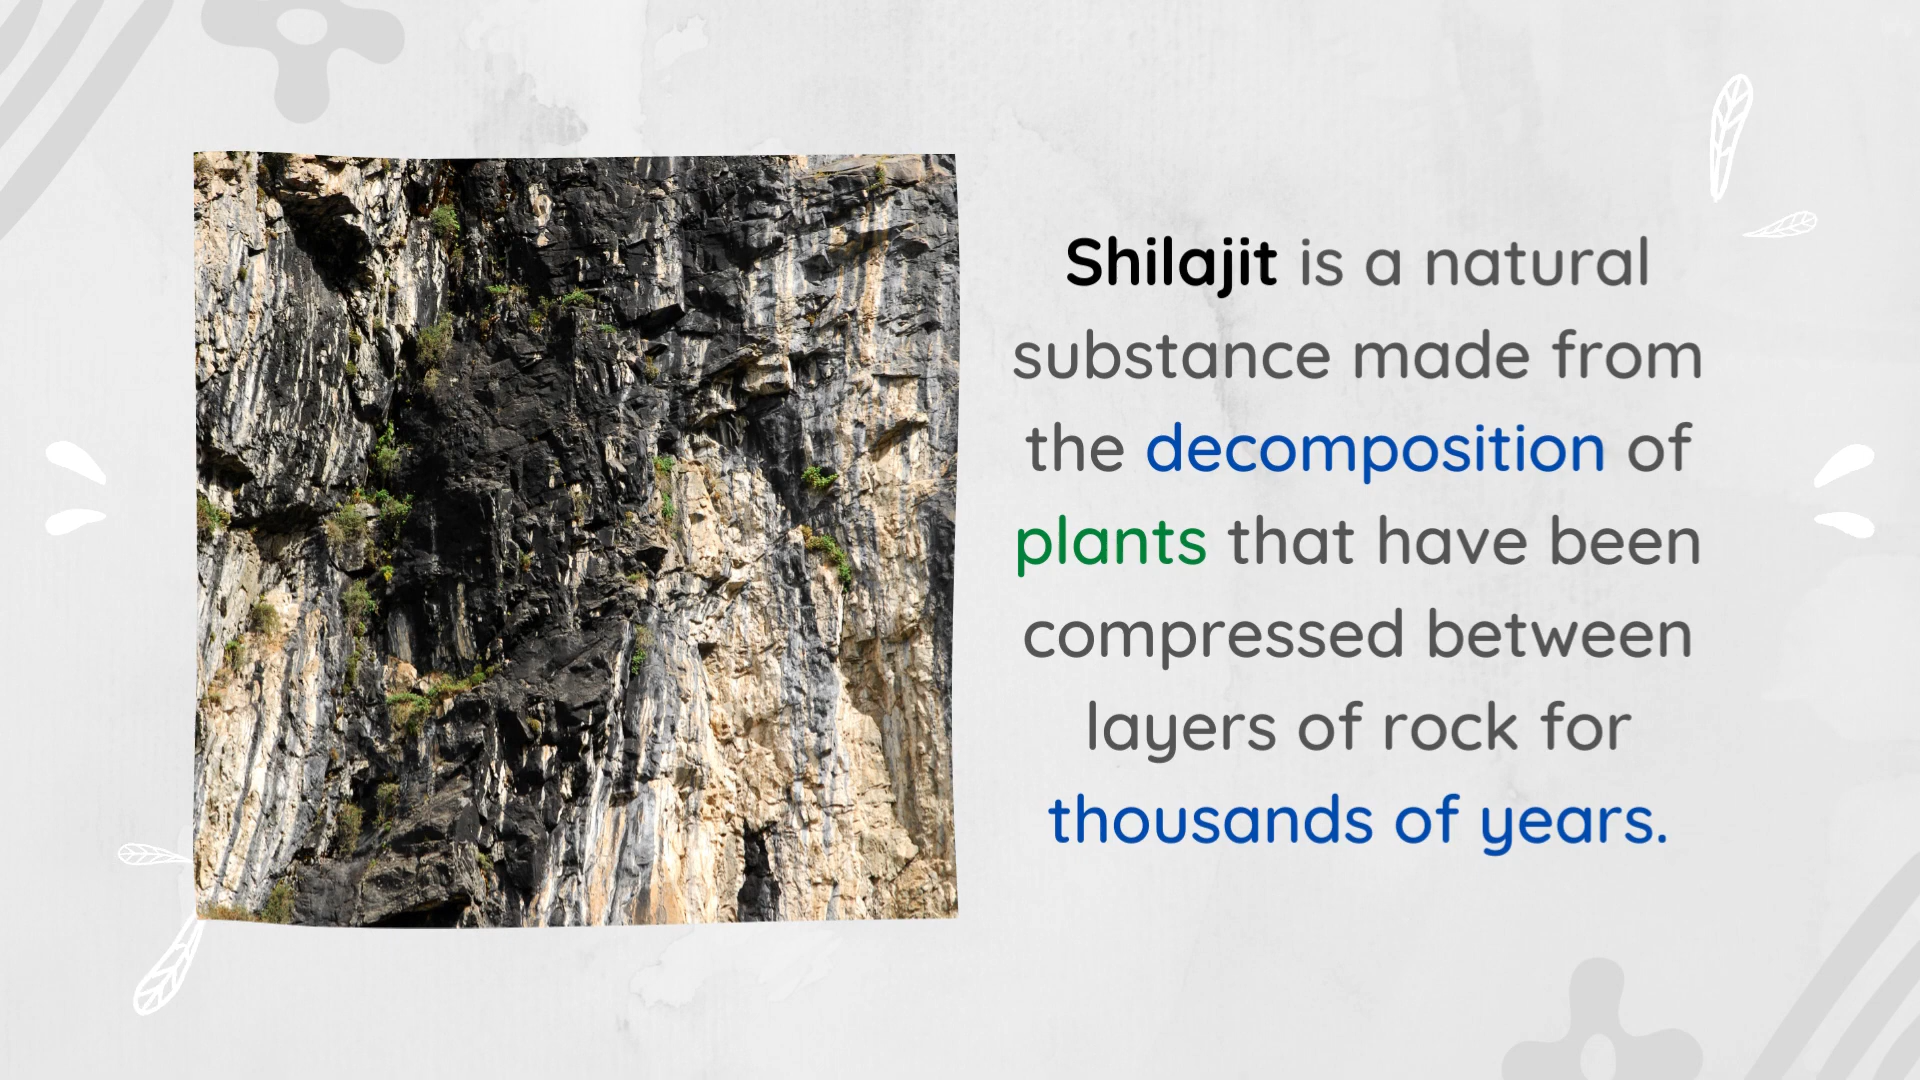 Shilajit is a natural
substance made from
the decomposition of
plants that have been
compressed between
layers of rock for
thousands of years.